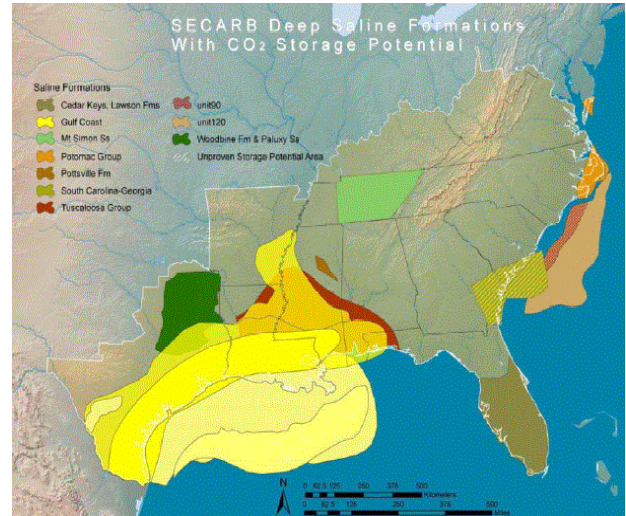 SECARB Deep Saline Formations
With CO₂ Storage Potential
Saline Formations
Cedar Keys, Lawson Fms
Gulf Coast
Mt Simon Ss
Potomac Group
Pottsville Fm
South Carolina-Georgia
Tuscaloosa Group
unit90
unit120
Woodbine Fm & Paluxy Ss
Unproven Storage Potential Area
N
0 62.5 125 250 375 500
Kilometers
0 62.5 125 250 375 500
Miles